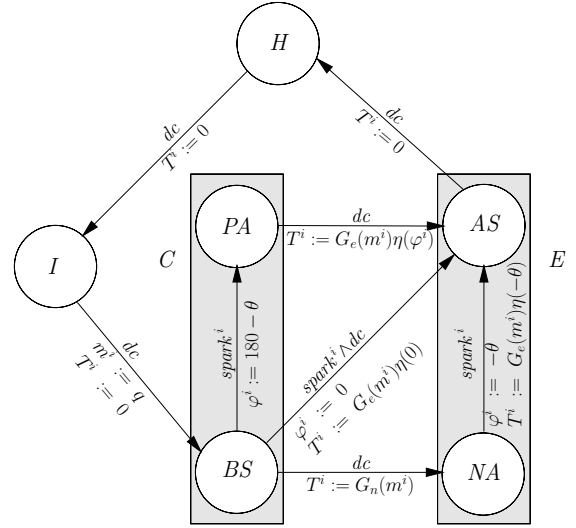 H
dc
T^i := 0
dc
T^i := 0
I
C
PA
dc
T^i := G_e(m^i)η(φ^i)
AS
E
dc
m^i := q
T^i := 0
spark^i
φ^i := 180 − θ
spark^i ∧ dc
φ^i := 0
T^i := G_e(m^i)η(0)
spark^i
φ^i := −θ
T^i := G_e(m^i)η(−θ)
BS
dc
T^i := G_n(m^i)
NA